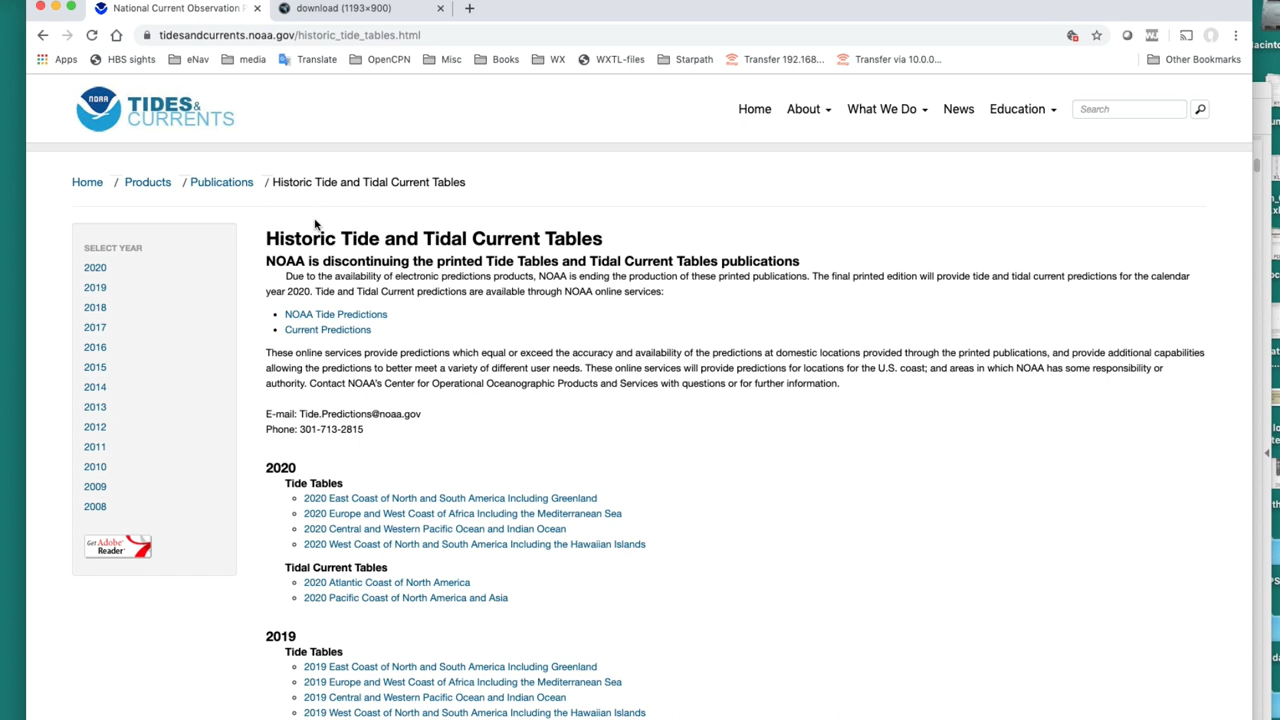 National Current Observation P
download (1193×900)
tidesandcurrents.noaa.gov/historic_tide_tables.html
Apps HBS sights eNav media Translate OpenCPN Misc Books WX WXTL-files Starpath Transfer 192.168... Transfer via 10.0.0... Other Bookmarks
NOAA TIDES & CURRENTS
Home About What We Do News Education Search
Home / Products / Publications / Historic Tide and Tidal Current Tables
SELECT YEAR
2020
2019
2018
2017
2016
2015
2014
2013
2012
2011
2010
2009
2008
Get Adobe Reader
Historic Tide and Tidal Current Tables
NOAA is discontinuing the printed Tide Tables and Tidal Current Tables publications
Due to the availability of electronic predictions products, NOAA is ending the production of these printed publications. The final printed edition will provide tide and tidal current predictions for the calendar
year 2020. Tide and Tidal Current predictions are available through NOAA online services:
• NOAA Tide Predictions
• Current Predictions
These online services provide predictions which equal or exceed the accuracy and availability of the predictions at domestic locations provided through the printed publications, and provide additional capabilities
allowing the predictions to better meet a variety of different user needs. These online services will provide predictions for locations for the U.S. coast; and areas in which NOAA has some responsibility or
authority. Contact NOAA's Center for Operational Oceanographic Products and Services with questions or for further information.
E-mail: Tide.Predictions@noaa.gov
Phone: 301-713-2815
2020
Tide Tables
2020 East Coast of North and South America Including Greenland
2020 Europe and West Coast of Africa Including the Mediterranean Sea
2020 Central and Western Pacific Ocean and Indian Ocean
2020 West Coast of North and South America Including the Hawaiian Islands
Tidal Current Tables
2020 Atlantic Coast of North America
2020 Pacific Coast of North America and Asia
2019
Tide Tables
2019 East Coast of North and South America Including Greenland
2019 Europe and West Coast of Africa Including the Mediterranean Sea
2019 Central and Western Pacific Ocean and Indian Ocean
2019 West Coast of North and South America Including the Hawaiian Islands